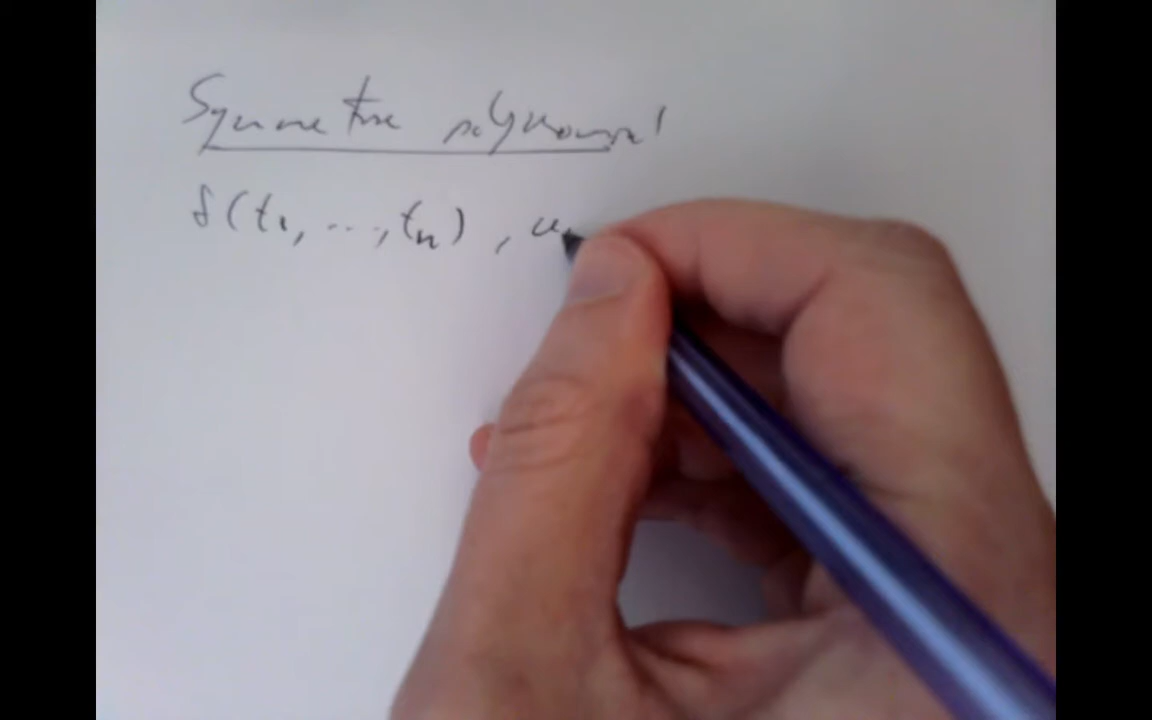 Symmetric polynomial
f(t1, ..., tn),